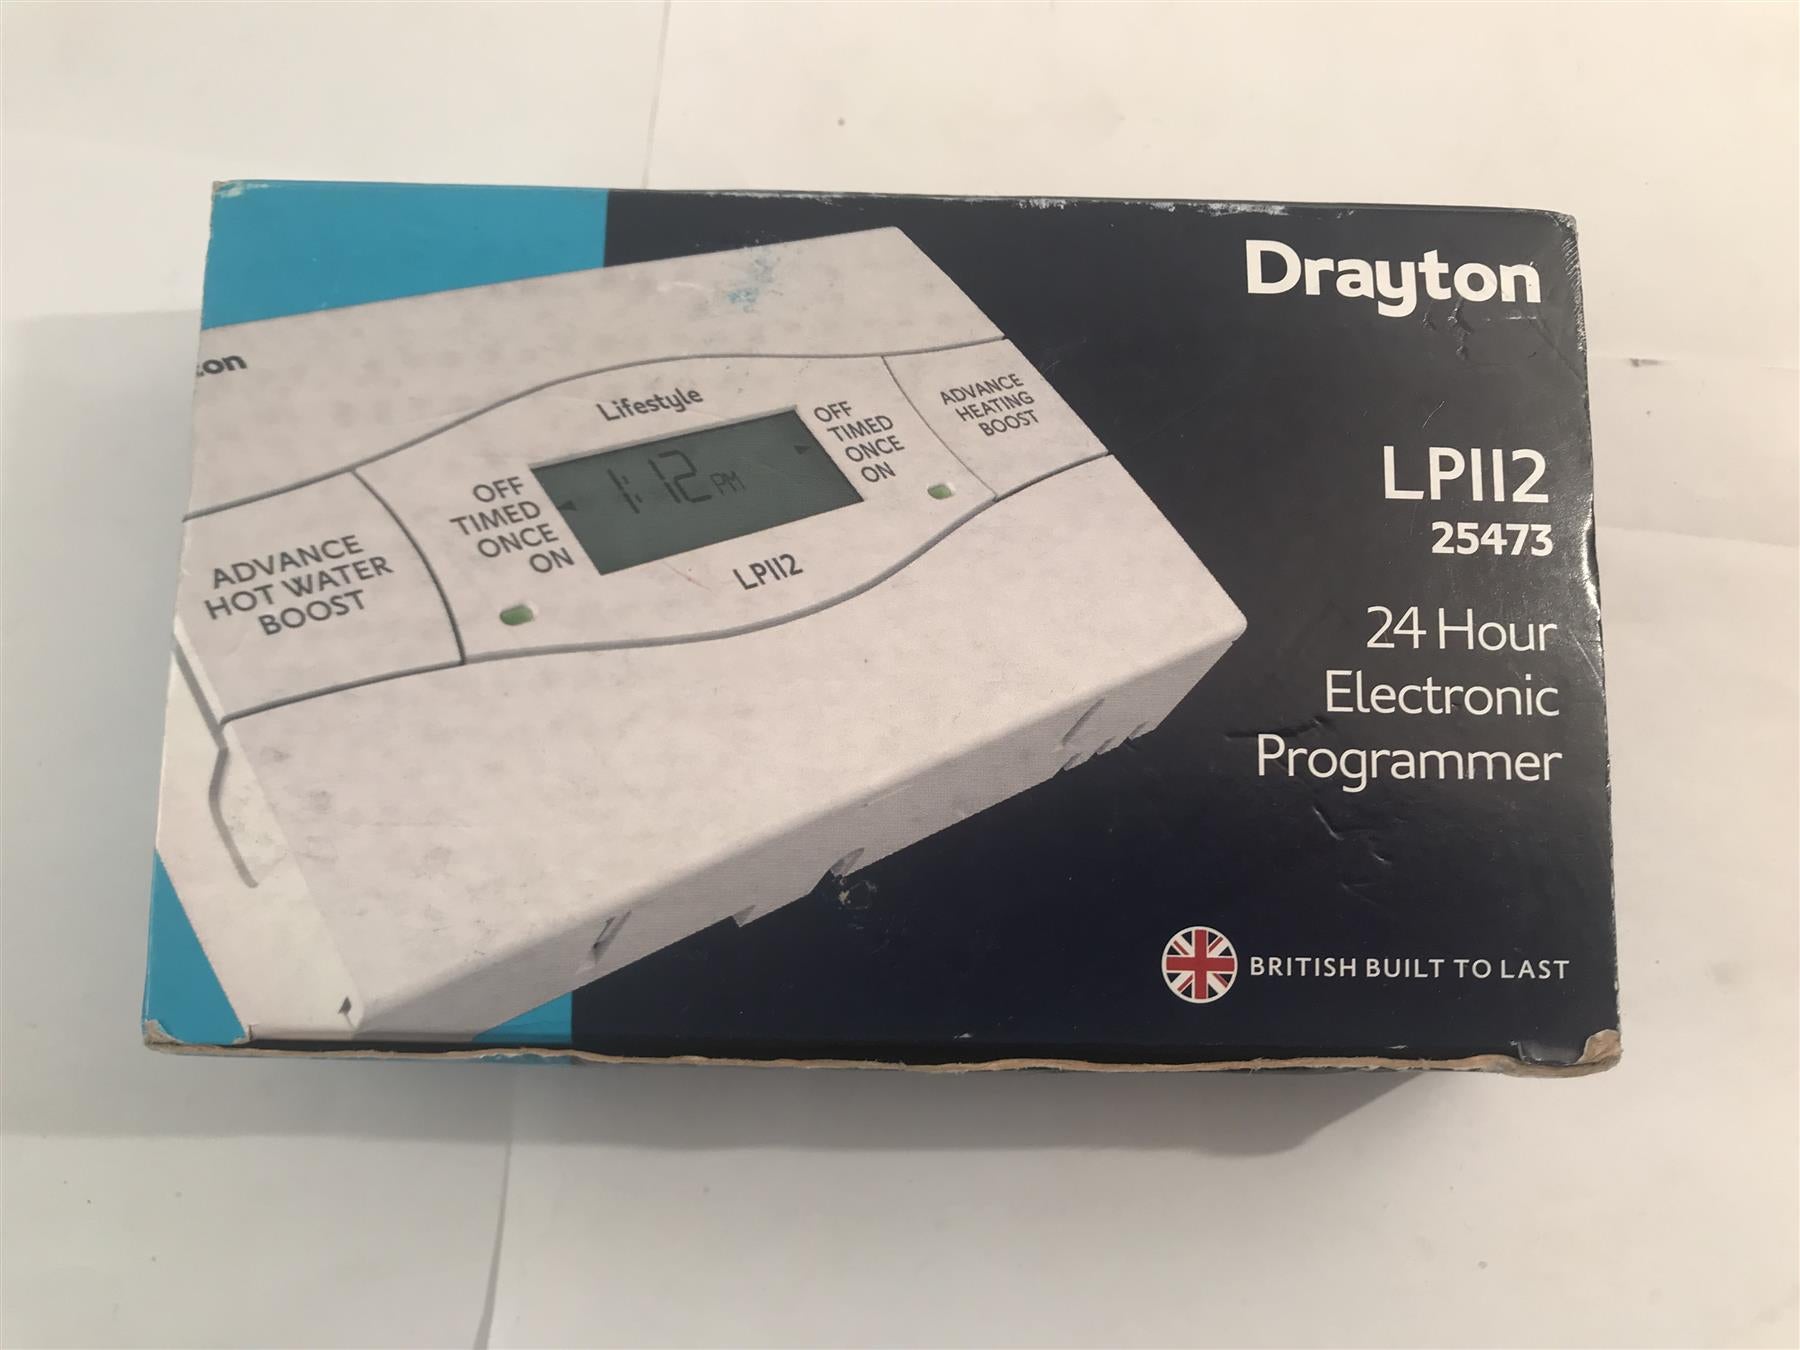 Drayton
LP112
25473
24 Hour
Electronic
Programmer
BRITISH BUILT TO LAST
ton
Lifestyle
OFF
TIMED
ONCE
ON
1:12 PM
OFF
TIMED
ONCE
ON
LP112
ADVANCE
HOT WATER
BOOST
ADVANCE
HEATING
BOOST